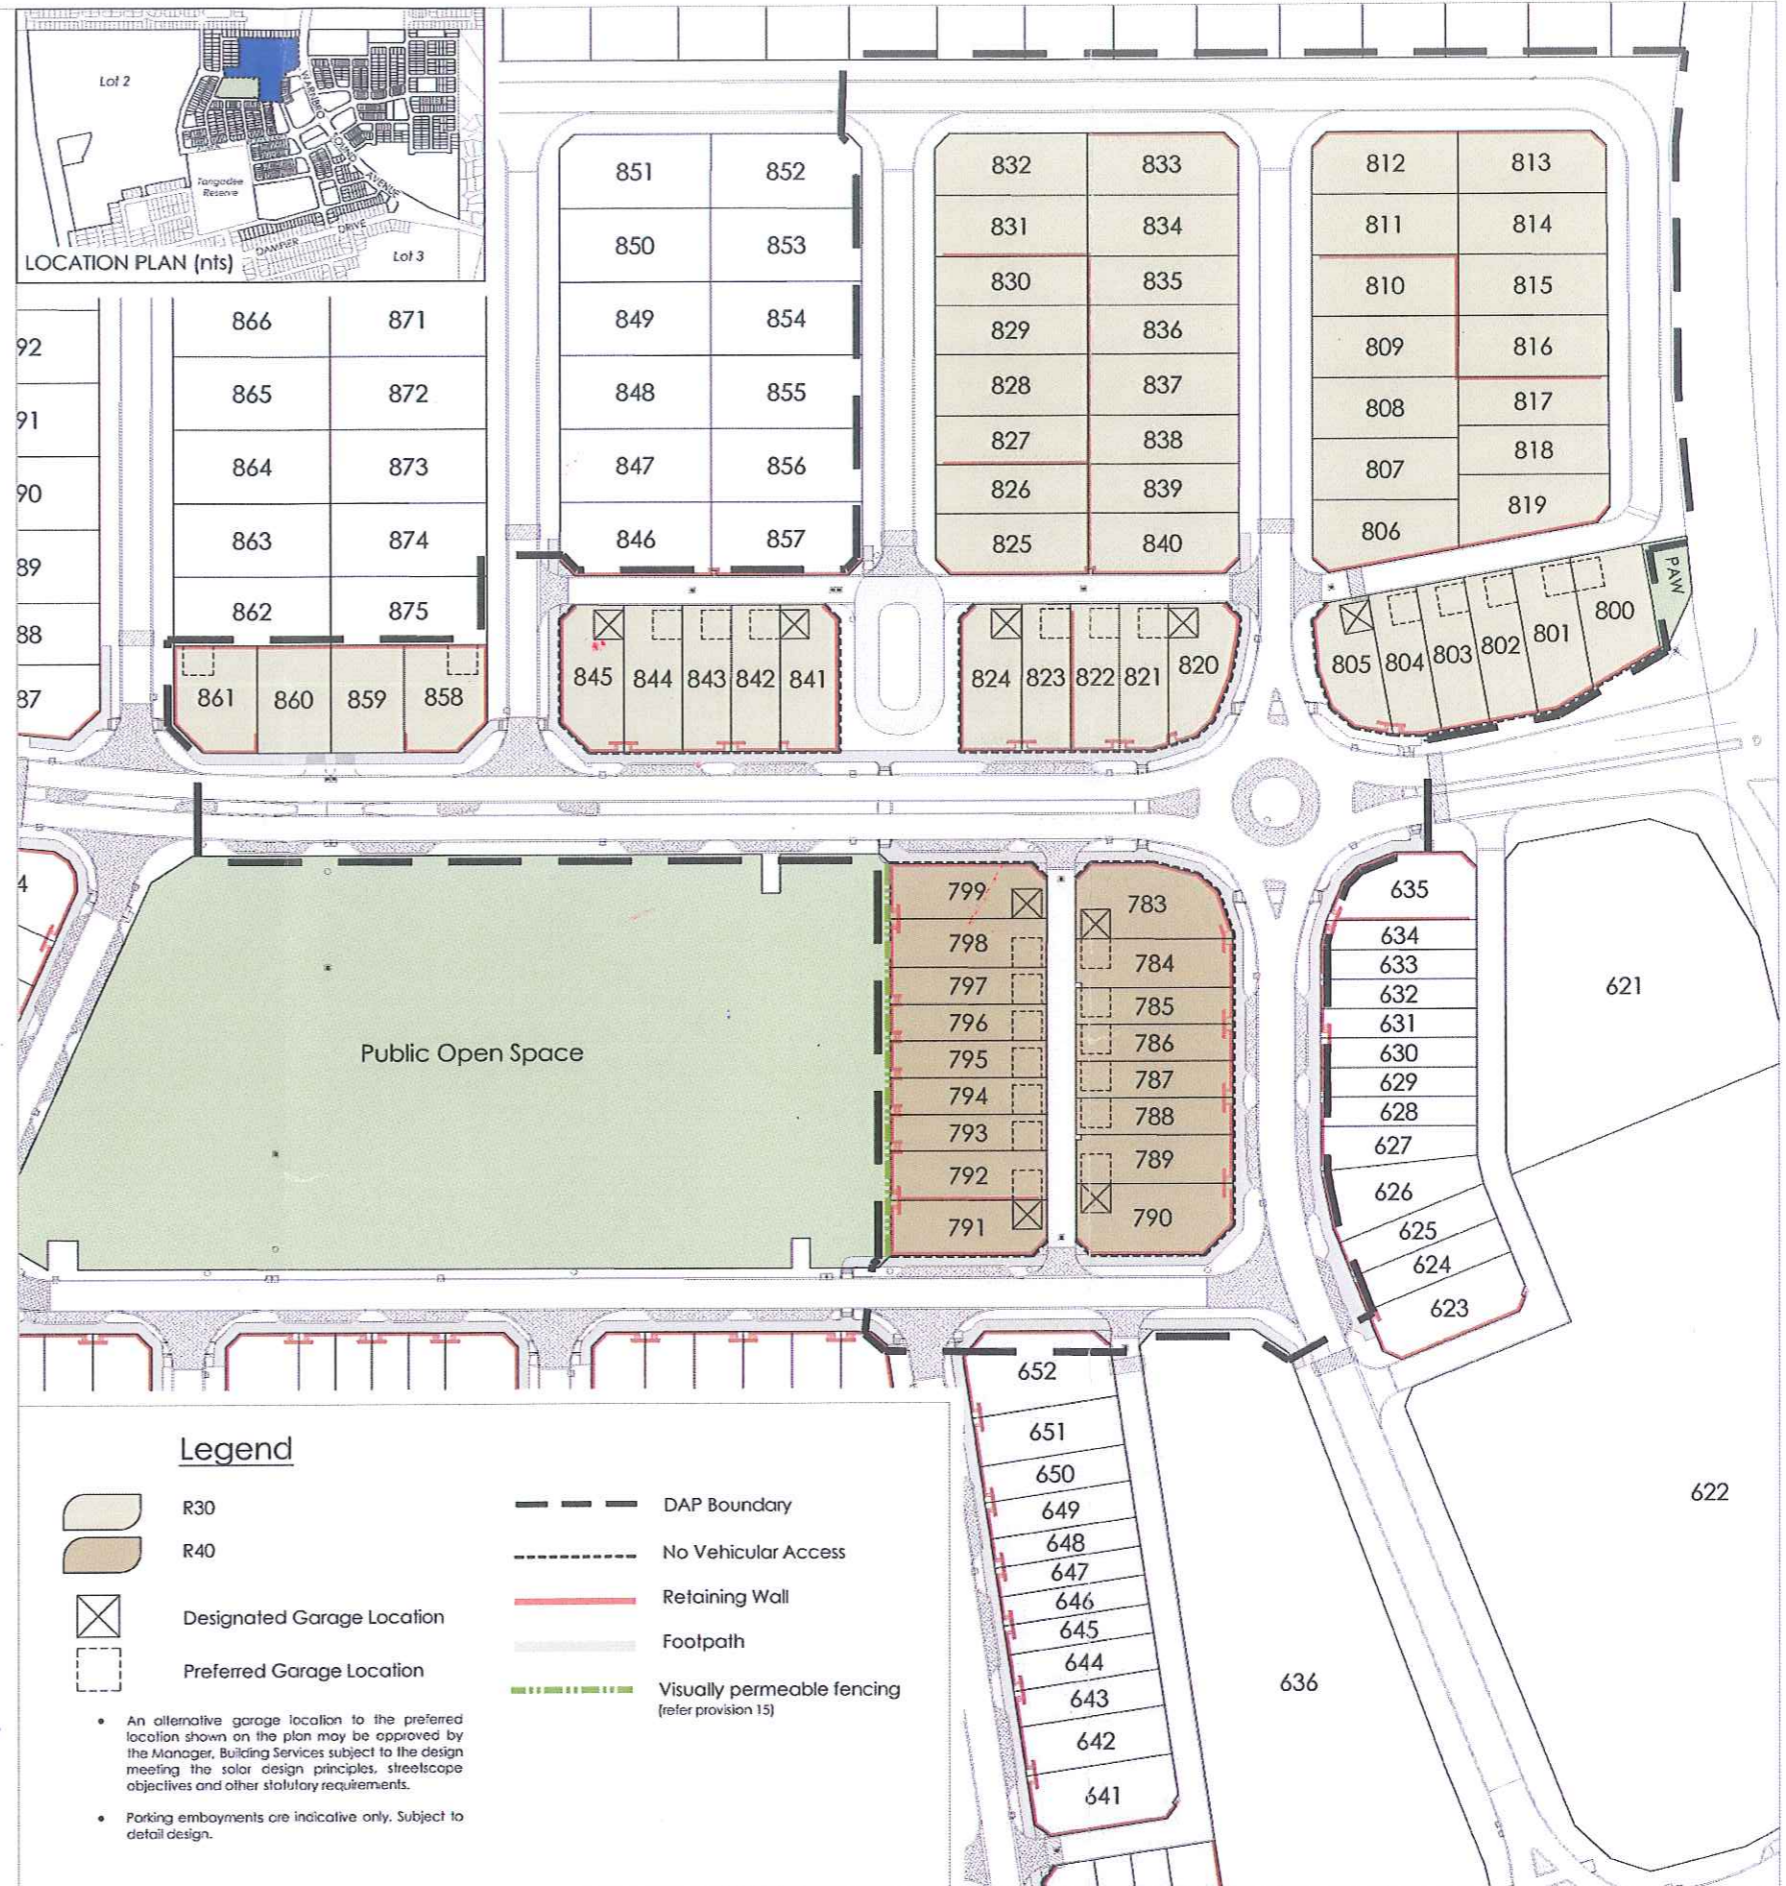 Lot 2
WARNBRO
SOUND
AVENUE
Tangadee
Reserve
DAMPIER
DRIVE
Lot 3
LOCATION PLAN (nts)
851 852
850 853
849 854
848 855
847 856
846 857
832 833
831 834
830 835
829 836
828 837
827 838
826 839
825 840
812 813
811 814
810 815
809 816
808 817
807 818
806 819
92
91
90
89
88
87
866 871
865 872
864 873
863 874
862 875
861 860 859 858
845 844 843 842 841
824 823 822 821 820
805 804 803 802 801 800
PAW
4
Public Open Space
799
798
797
796
795
794
793
792
791
783
784
785
786
787
788
789
790
635
634
633
632
631
630
629
628
627
626
625
624
623
621
622
652
651
650
649
648
647
646
645
644
643
642
641
636
Legend
R30
R40
Designated Garage Location
Preferred Garage Location
• An alternative garage location to the preferred
location shown on the plan may be approved by
the Manager, Building Services subject to the design
meeting the solar design principles, streetscape
objectives and other statutory requirements.
• Parking embayments are indicative only. Subject to
detail design.
DAP Boundary
No Vehicular Access
Retaining Wall
Footpath
Visually permeable fencing
(refer provision 15)